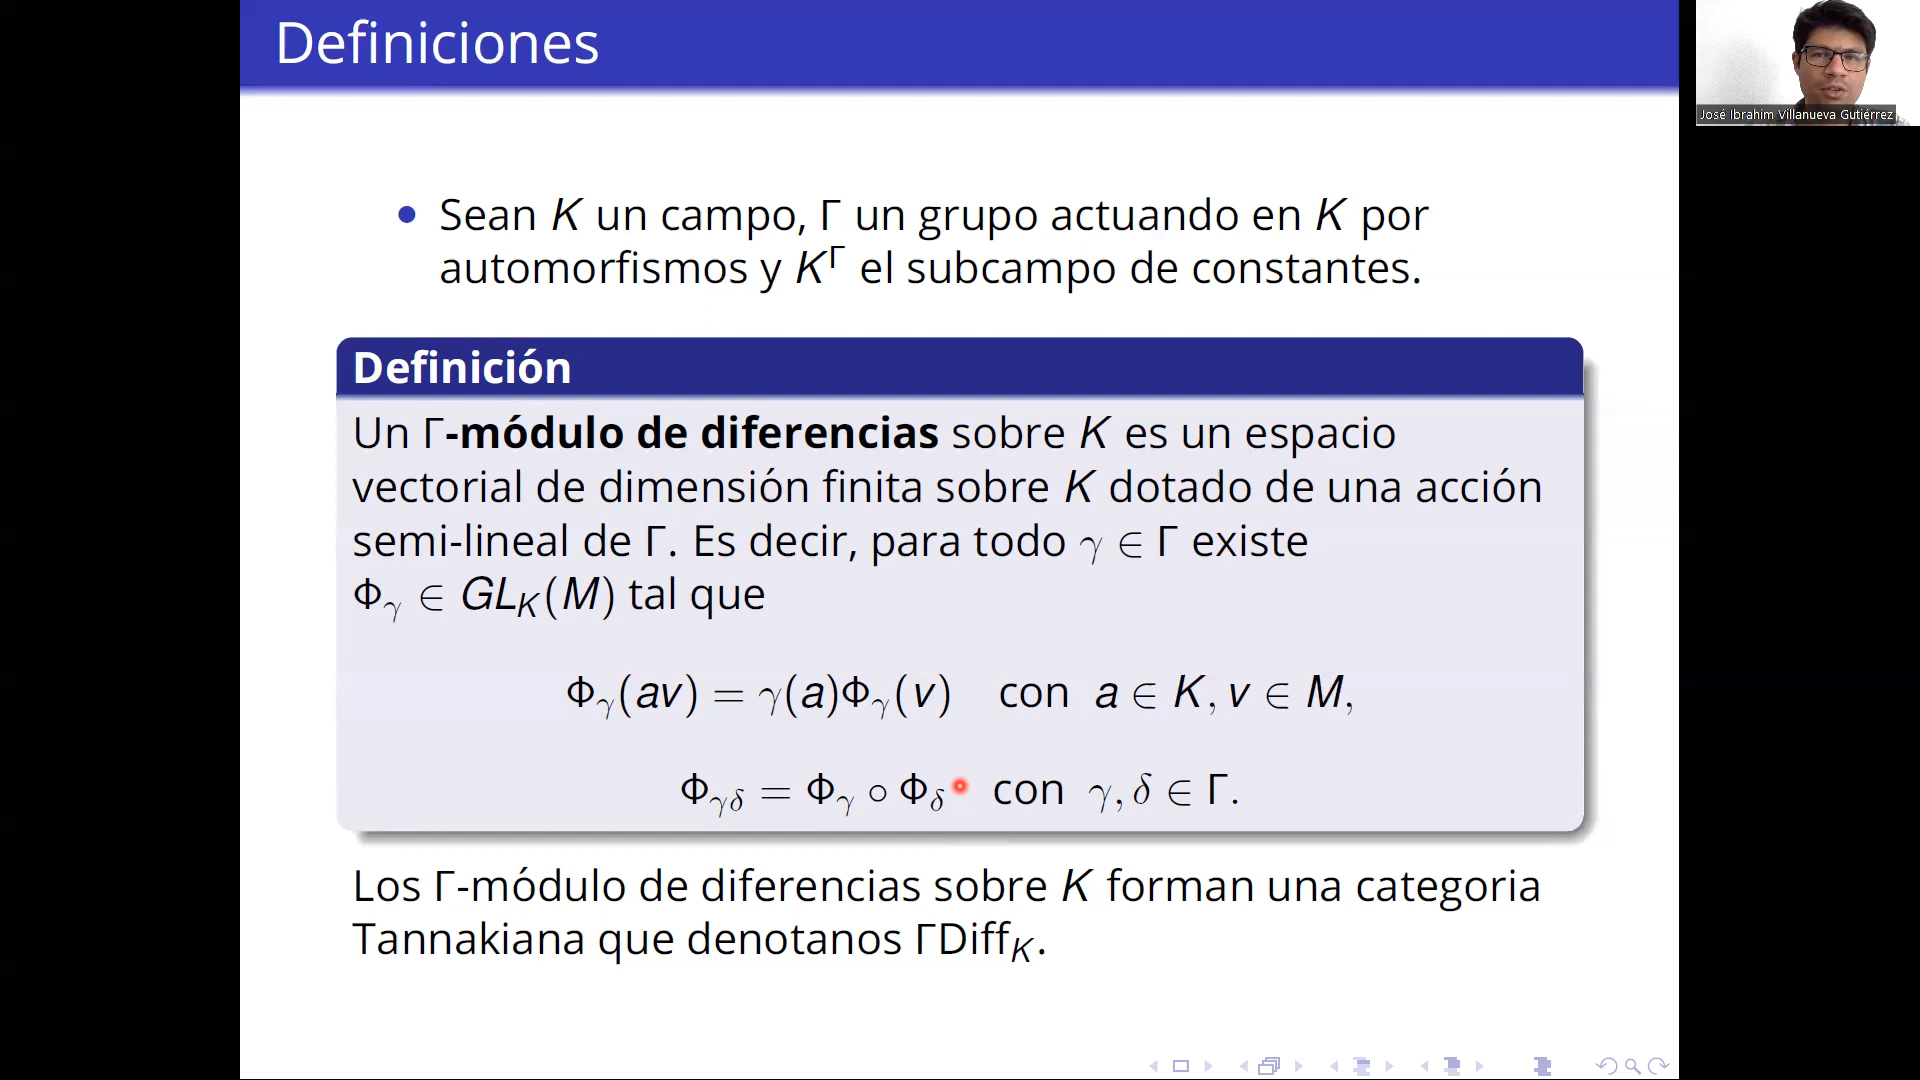 Definiciones
José Ibrahim Villanueva Gutiérrez
• Sean K un campo, Γ un grupo actuando en K por
automorfismos y K^Γ el subcampo de constantes.
Definición
Un Γ-módulo de diferencias sobre K es un espacio
vectorial de dimensión finita sobre K dotado de una acción
semi-lineal de Γ. Es decir, para todo γ ∈ Γ existe
Φ_γ ∈ GL_K(M) tal que
Φ_γ(av) = γ(a)Φ_γ(v) con a ∈ K, v ∈ M,
Φ_γδ = Φ_γ ∘ Φ_δ con γ, δ ∈ Γ.
Los Γ-módulo de diferencias sobre K forman una categoria
Tannakiana que denotanos ΓDiff_K.